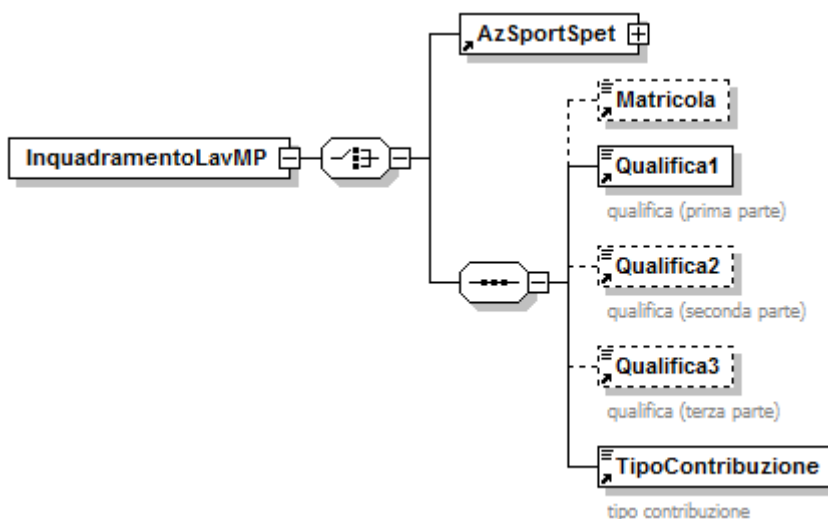 AzSportSpet
Matricola
InquadramentoLavMP
Qualifica1
qualifica (prima parte)
Qualifica2
qualifica (seconda parte)
Qualifica3
qualifica (terza parte)
TipoContribuzione
tipo contribuzione